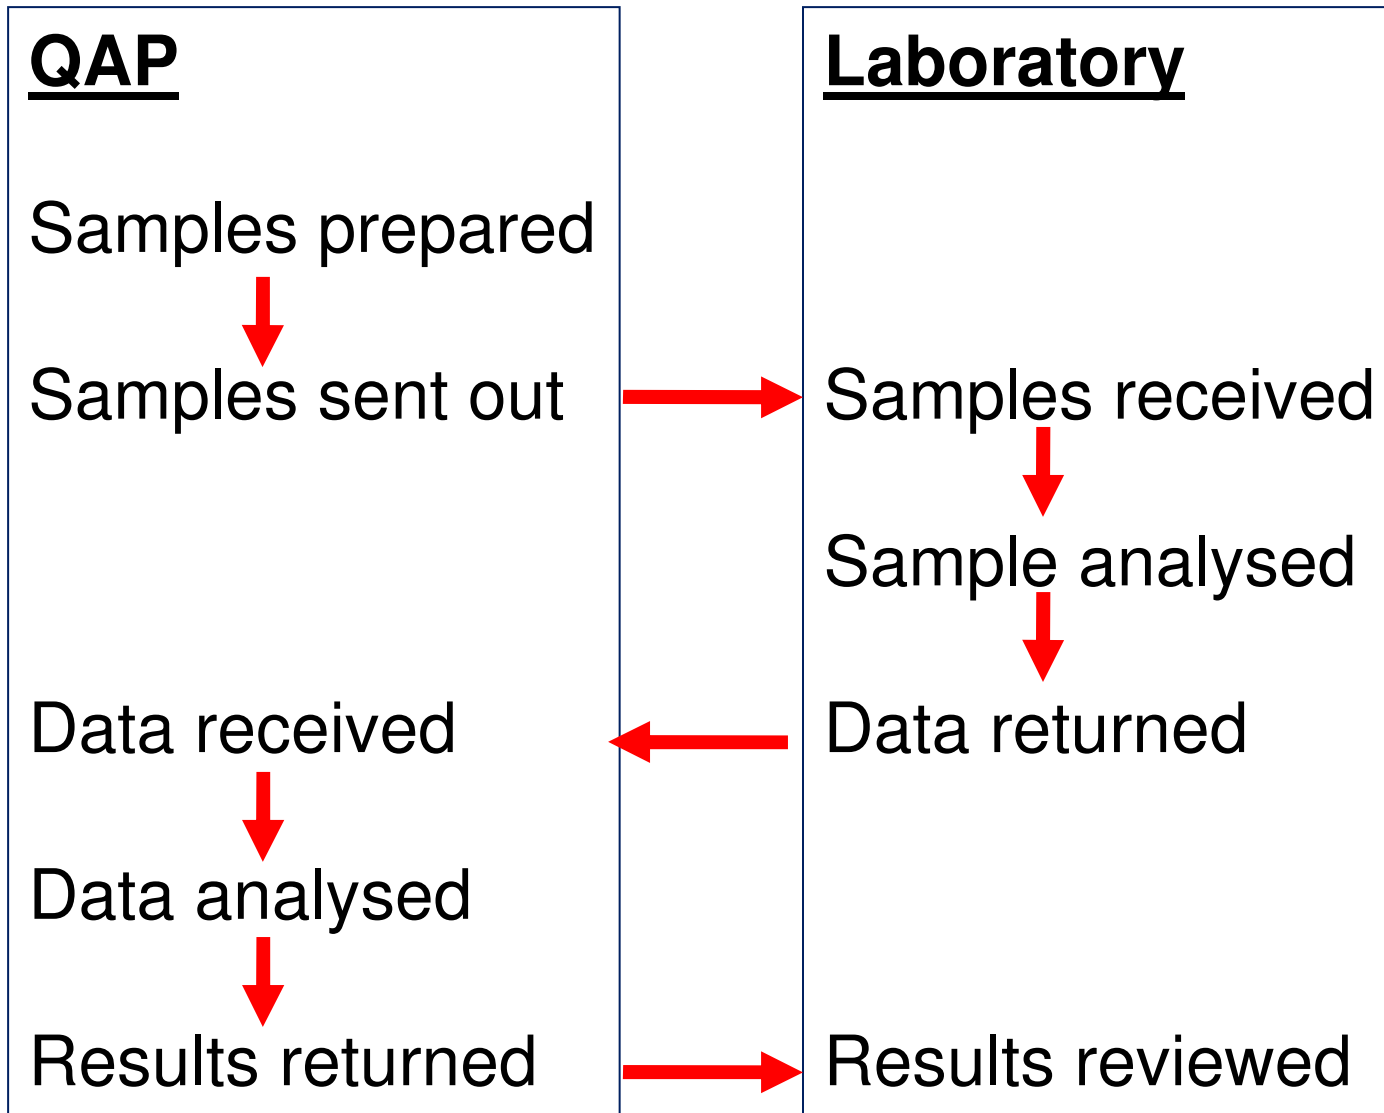 QAP
Samples prepared
Samples sent out
Data received
Data analysed
Results returned
Laboratory
Samples received
Sample analysed
Data returned
Results reviewed